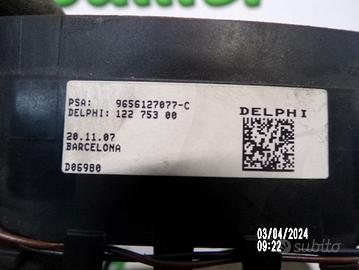 PSA: 9656127077-C
DELPHI: 122 753 00
DELPHI
20.11.07
BARCELONA
D06980
03/04/2024
09:22
subito